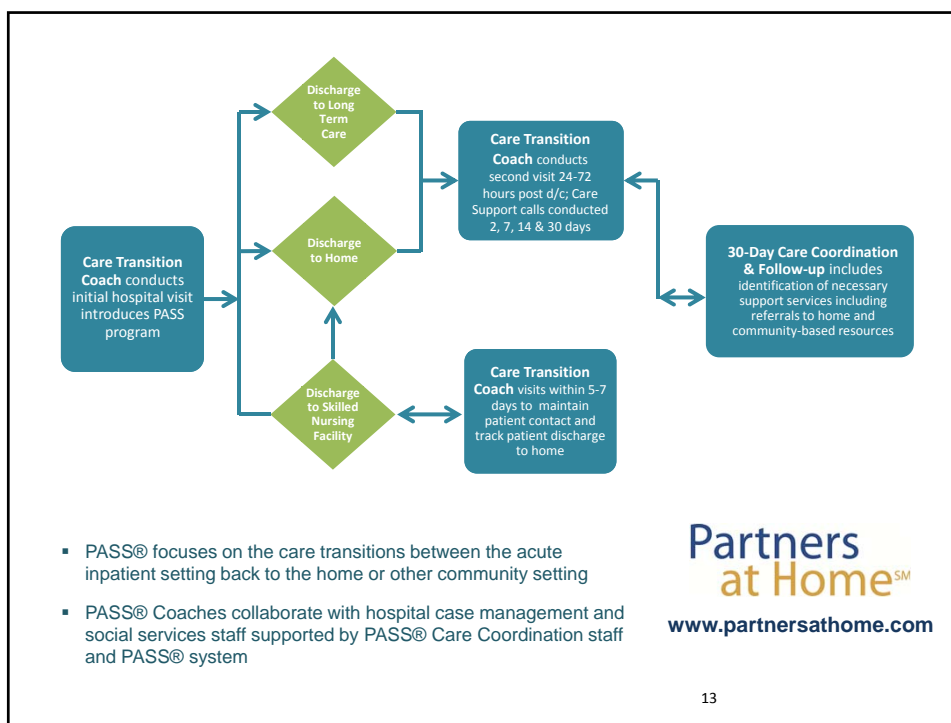 Discharge
to Long
Term
Care
Care Transition
Coach conducts
second visit 24-72
hours post d/c; Care
Support calls conducted
2, 7, 14 & 30 days
Care Transition
Coach conducts
initial hospital visit
introduces PASS
program
Discharge
to Home
30-Day Care Coordination
& Follow-up includes
identification of necessary
support services including
referrals to home and
community-based resources
Discharge
to Skilled
Nursing
Facility
Care Transition
Coach visits within 5-7
days to maintain
patient contact and
track patient discharge
to home
▪ PASS® focuses on the care transitions between the acute
inpatient setting back to the home or other community setting
▪ PASS® Coaches collaborate with hospital case management and
social services staff supported by PASS® Care Coordination staff
and PASS® system
Partners
at Home℠
www.partnersathome.com
13